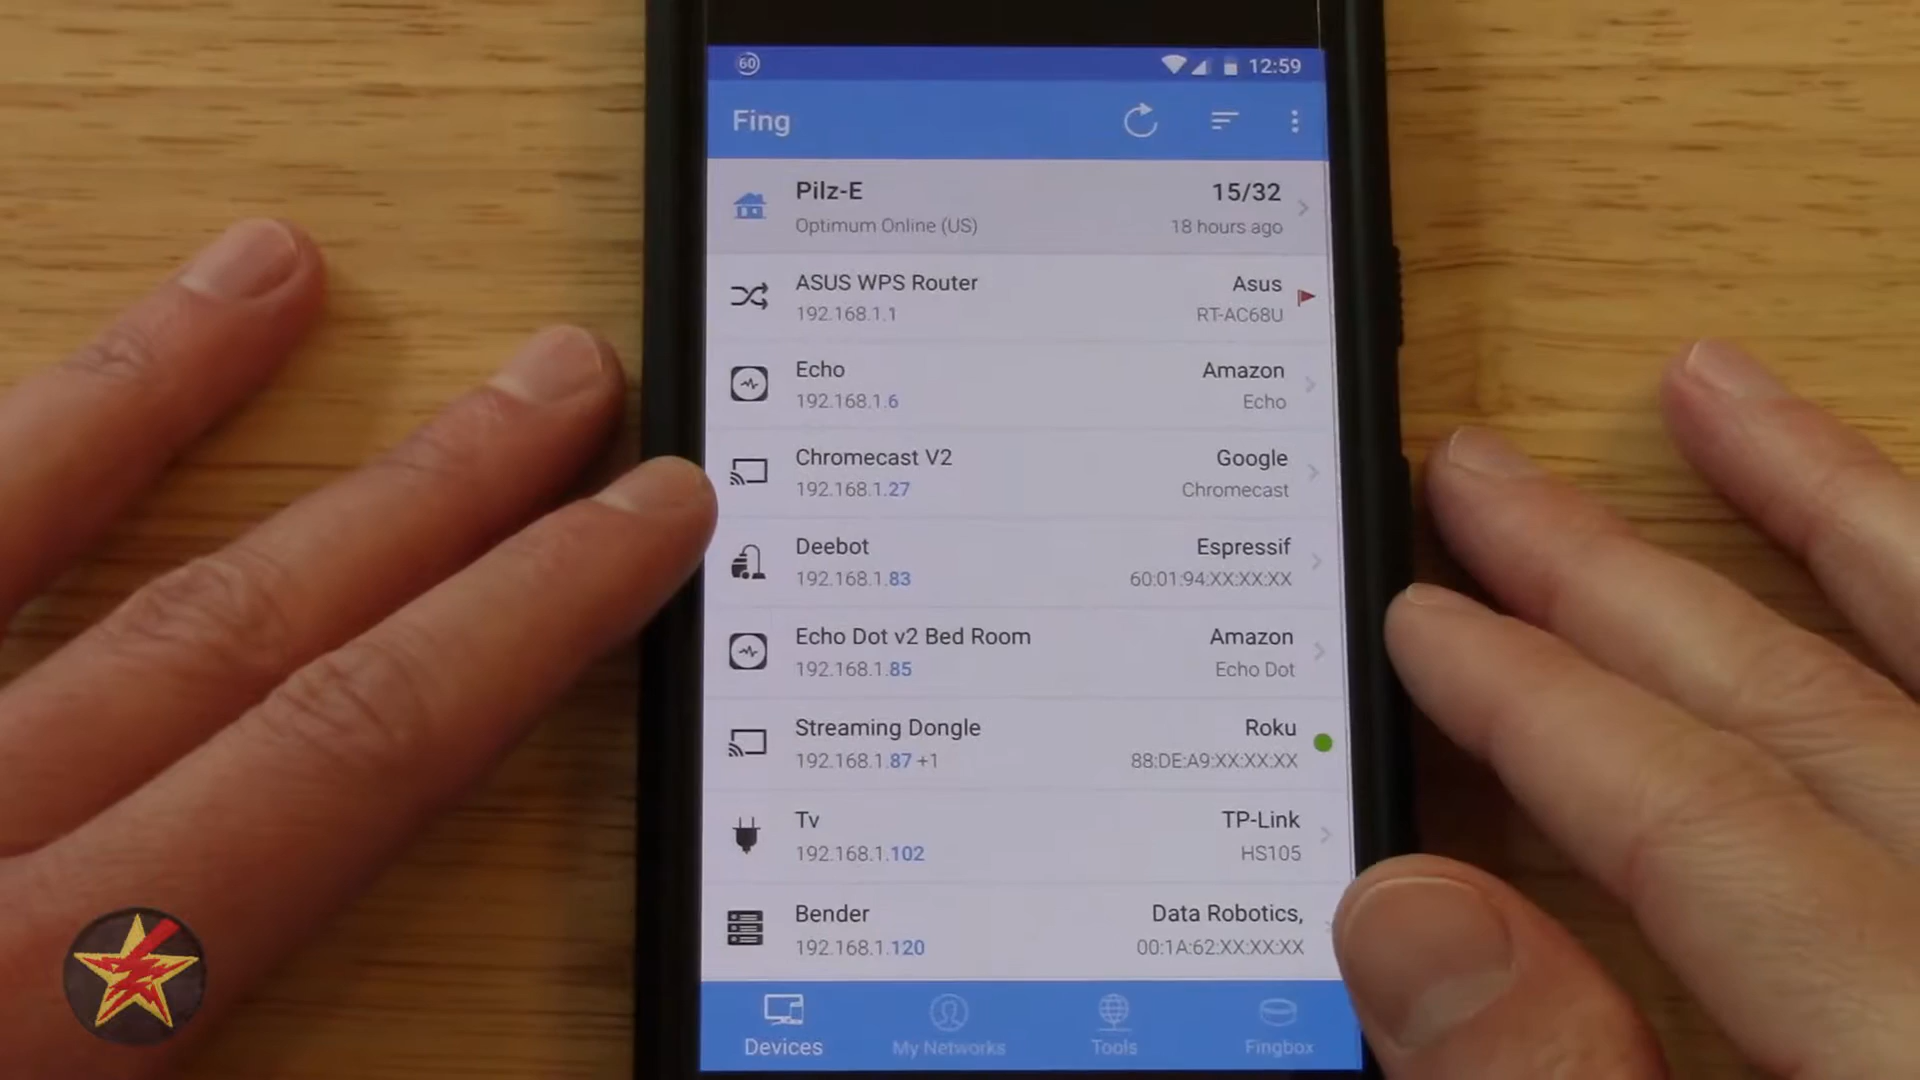 60 12:59
Fing
Pilz-E 15/32
Optimum Online (US) 18 hours ago
ASUS WPS Router Asus
192.168.1.1 RT-AC68U
Echo Amazon
192.168.1.6 Echo
Chromecast V2 Google
192.168.1.27 Chromecast
Deebot Espressif
192.168.1.83 60:01:94:XX:XX:XX
Echo Dot v2 Bed Room Amazon
192.168.1.85 Echo Dot
Streaming Dongle Roku
192.168.1.87 +1 88:DE:A9:XX:XX:XX
Tv TP-Link
192.168.1.102 HS105
Bender Data Robotics,
192.168.1.120 00:1A:62:XX:XX:XX
Devices My Networks Tools Fingbox